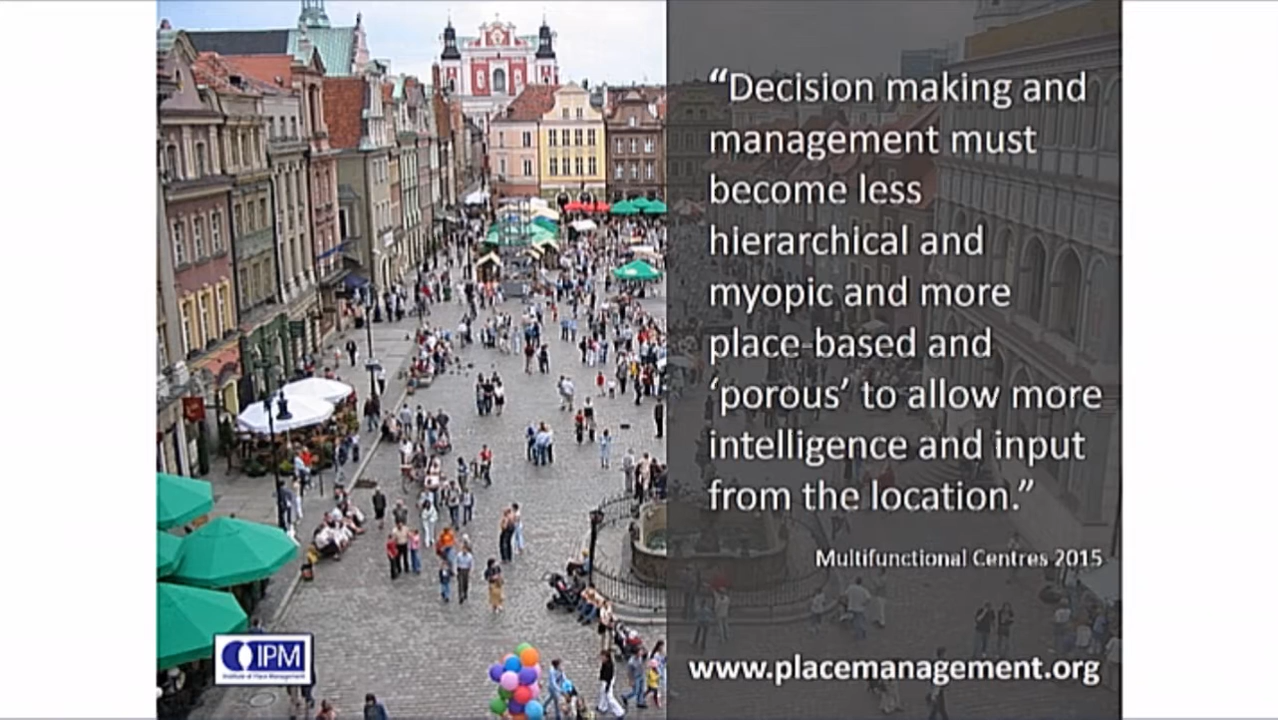 “Decision making and
management must
become less
hierarchical and
myopic and more
place-based and
‘porous’ to allow more
intelligence and input
from the location.”
Multifunctional Centres 2015
IPM
Institute of Place Management
www.placemanagement.org